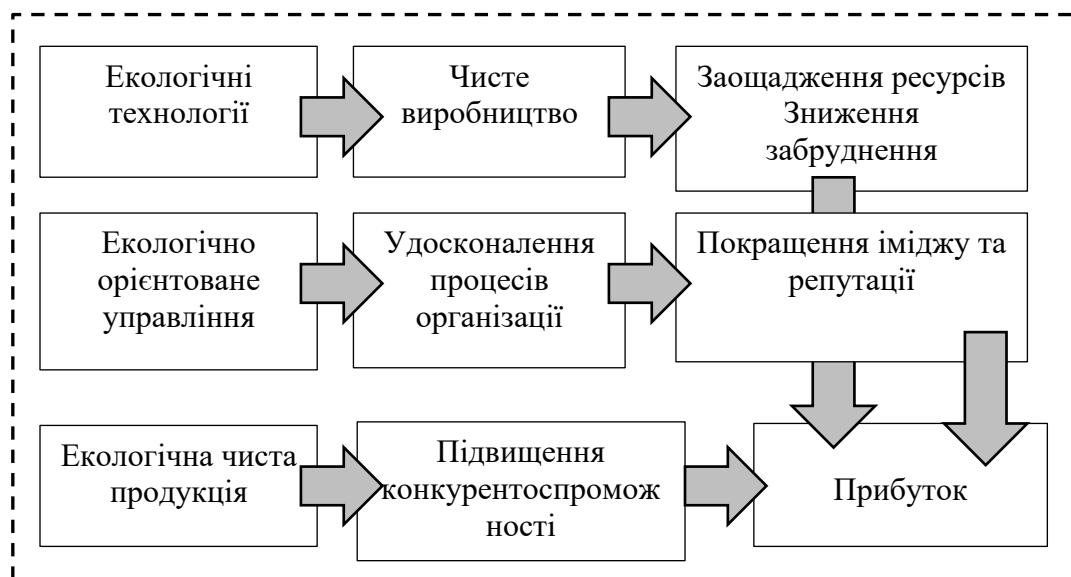 Екологічні
технології
Чисте
виробництво
Заощадження ресурсів
Зниження
забруднення
Екологічно
орієнтоване
управління
Удосконалення
процесів
організації
Покращення іміджу та
репутації
Екологічна чиста
продукція
Підвищення
конкурентоспромож
ності
Прибуток